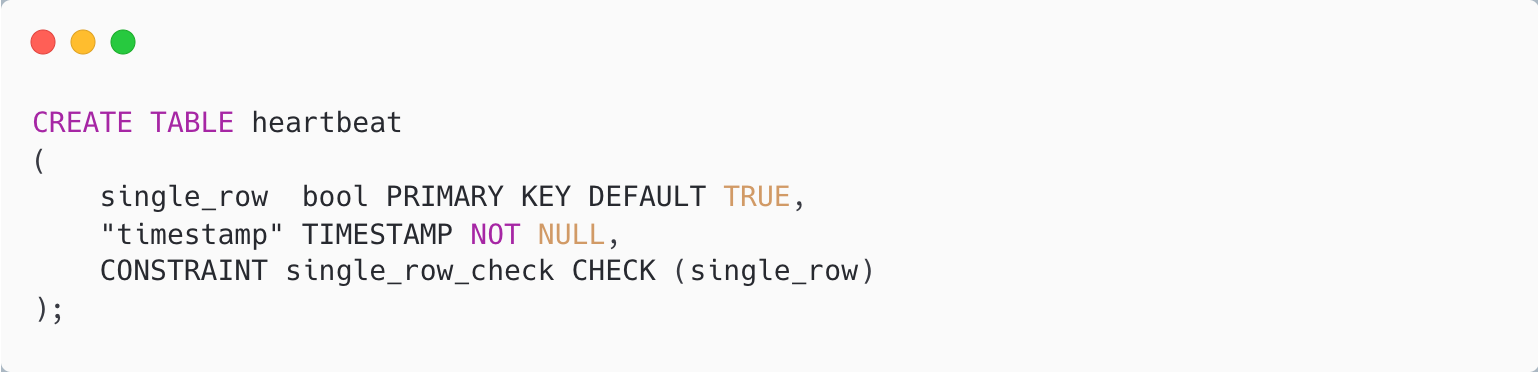 CREATE TABLE heartbeat
(
    single_row  bool PRIMARY KEY DEFAULT TRUE,
    "timestamp" TIMESTAMP NOT NULL,
    CONSTRAINT single_row_check CHECK (single_row)
);